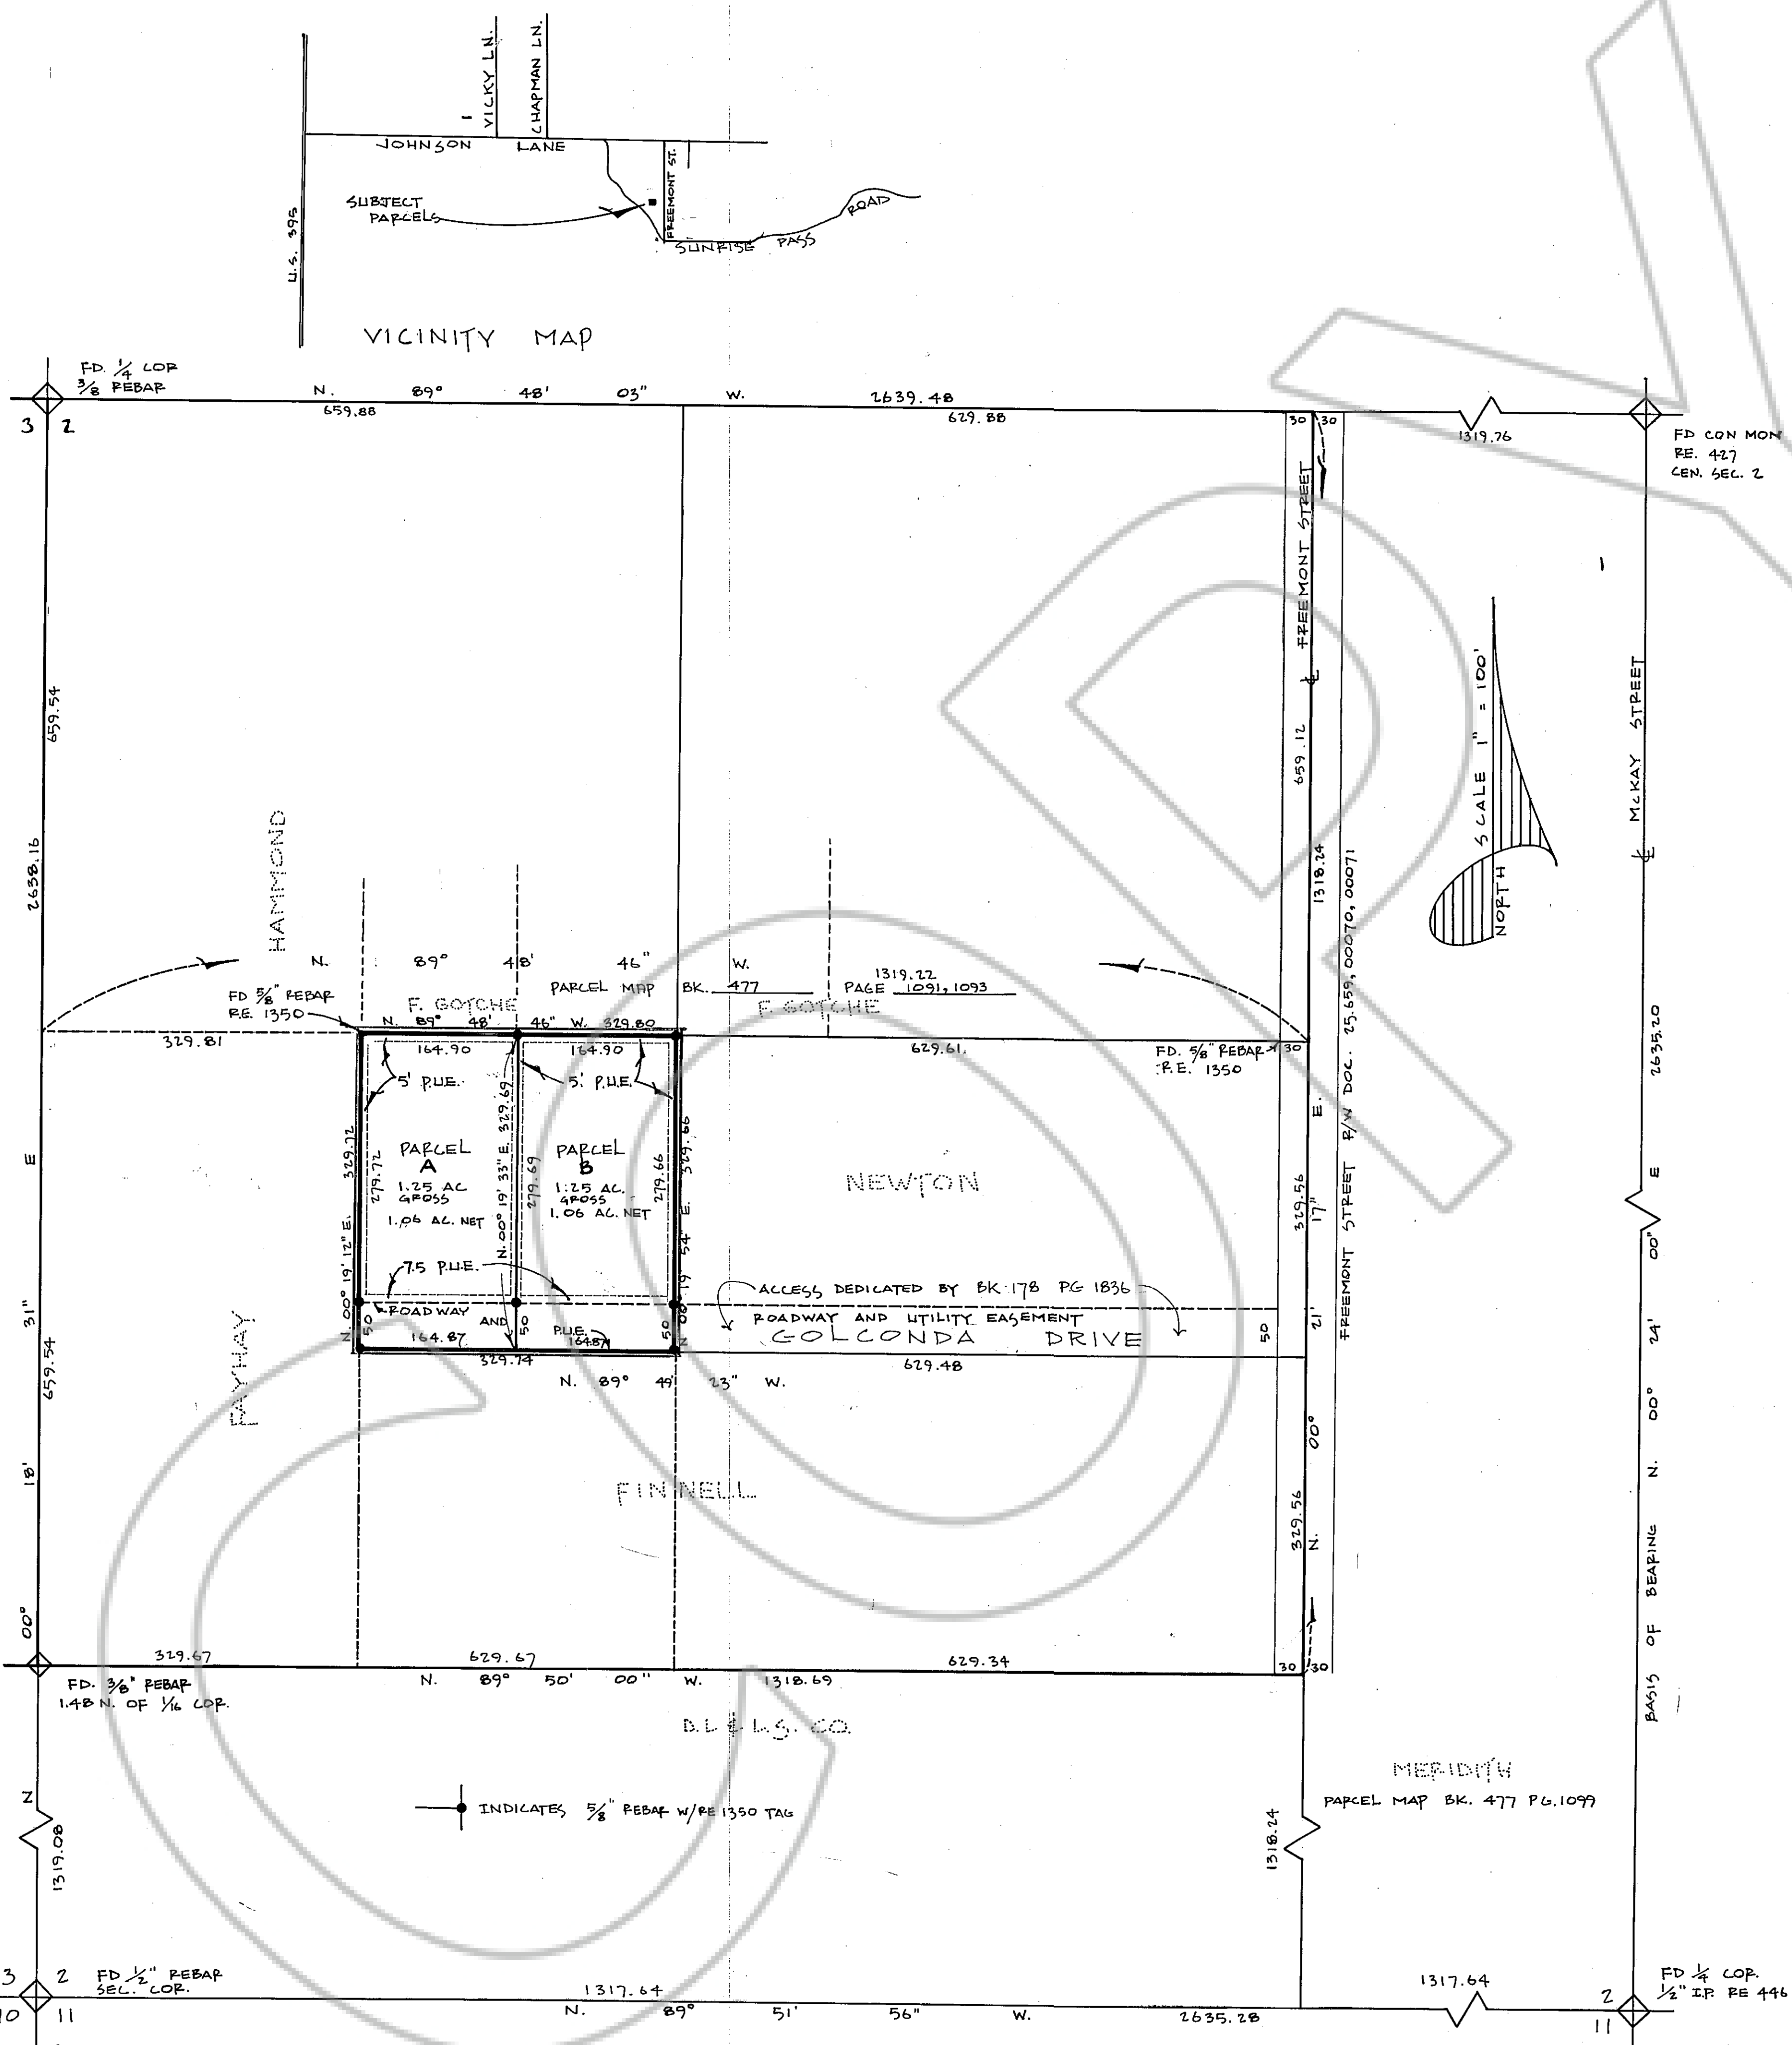 VICKY LN.
CHAPMAN LN.
JOHNSON LANE
FREEMONT ST.
SUBJECT
PARCELS
U.S. 395
SUNRISE PASS ROAD
VICINITY MAP
FD. 1/4 COR
3/8 REBAR
N. 89° 48' 03" W. 2639.48
659.88
629.88
30 30
1319.76
3 2
FD CON MON
RE. 427
CEN. SEC. 2
FREEMONT STREET
659.54
659.12
SCALE 1" = 100'
NORTH
℄ McKAY STREET
2638.16
HAMMOND
1318.24
FREEMONT STREET R/W DOC. 25.659, 00070, 00071
N. 89° 48' 46" W.
1319.22
PARCEL MAP BK. 477 PAGE 1091, 1093
FD 5/8" REBAR
RE. 1350
F. GOTCHE
F. GOTCHE
N. 89° 48' 46" W. 329.80
329.81
164.90
164.90
629.61
30
FD. 5/8" REBAR
R.E. 1350
2635.20
5' P.U.E.
5' P.U.E.
N 00° 19' 12" E. 329.72
279.72
PARCEL
A
1.25 AC
GROSS
1.06 AC. NET
N. 00° 19' 33" E. 329.69
279.69
PARCEL
B
1.25 AC.
GROSS
1.06 AC. NET
279.66
N 00° 19' 54" E. 329.66
NEWTON
329.56
7.5 P.U.E.
ACCESS DEDICATED BY BK. 178 PG 1836
ROADWAY AND P.U.E.
ROADWAY AND UTILITY EASEMENT
GOLCONDA DRIVE
50
50
50
50
164.87
164.87
329.74
629.48
N. 89° 49' 23" W.
PAYHAY
659.54
N 00° 18' 31" E
N. 00° 21' 17" E.
FINNELL
329.56
BASIS OF BEARING N. 00° 24' 00" E
329.67
629.67
629.34
30 30
FD. 3/8" REBAR
1.48 N. OF 1/16 COR.
N. 89° 50' 00" W. 1318.69
D.L & L.S. CO.
MERIDITH
PARCEL MAP BK. 477 PG. 1099
INDICATES 5/8" REBAR W/RE 1350 TAG
1319.08
1318.24
3 2
10 11
FD 1/2" REBAR
SEC. COR.
1317.64
1317.64
N. 89° 51' 56" W. 2635.28
FD 1/4 COR.
1/2" I.P. RE 446
2
11
COPY